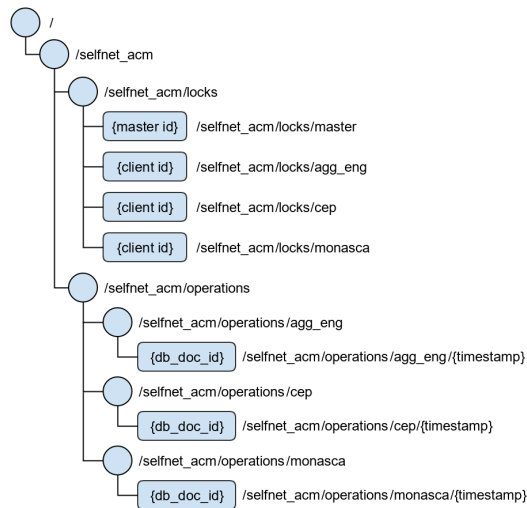 /
/selfnet_acm
/selfnet_acm/locks
{master id} /selfnet_acm/locks/master
{client id} /selfnet_acm/locks/agg_eng
{client id} /selfnet_acm/locks/cep
{client id} /selfnet_acm/locks/monasca
/selfnet_acm/operations
/selfnet_acm/operations/agg_eng
{db_doc_id} /selfnet_acm/operations/agg_eng/{timestamp}
/selfnet_acm/operations/cep
{db_doc_id} /selfnet_acm/operations/cep/{timestamp}
/selfnet_acm/operations/monasca
{db_doc_id} /selfnet_acm/operations/monasca/{timestamp}